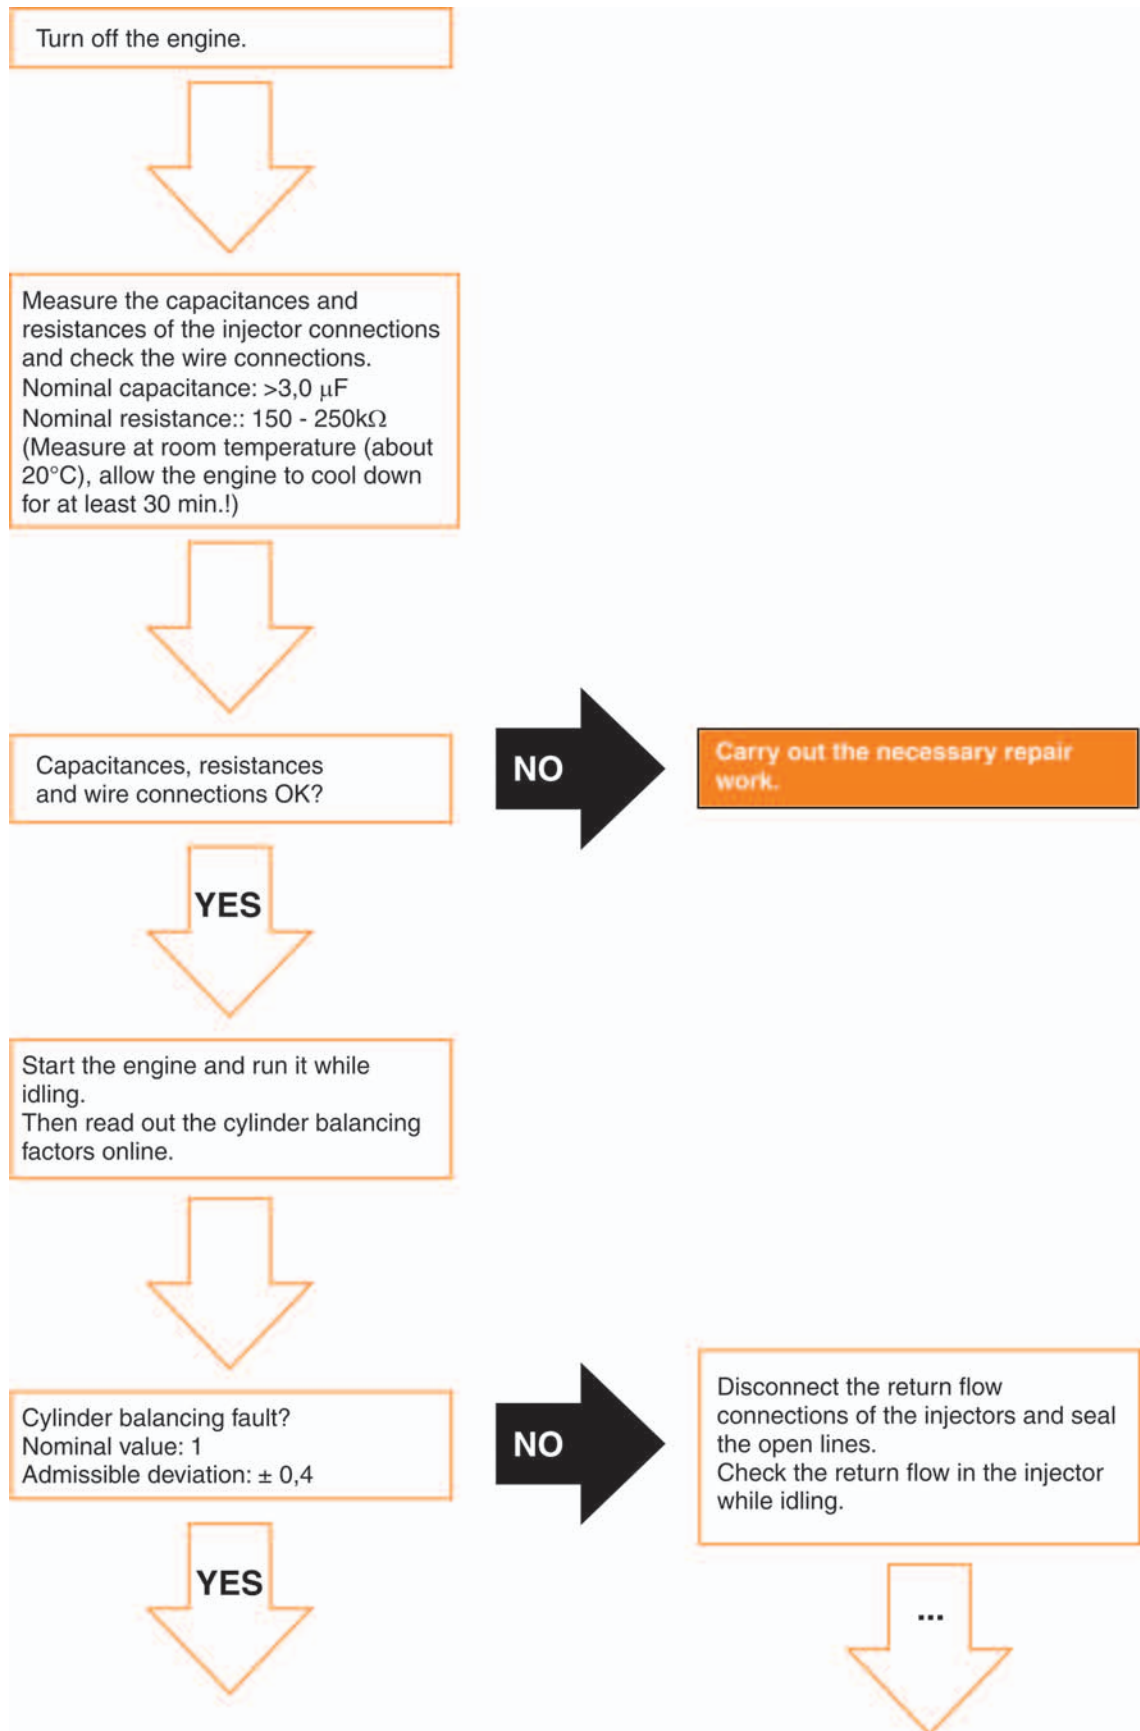 Turn off the engine.
Measure the capacitances and
resistances of the injector connections
and check the wire connections.
Nominal capacitance: >3,0 μF
Nominal resistance:: 150 - 250kΩ
(Measure at room temperature (about
20°C), allow the engine to cool down
for at least 30 min.!)
Capacitances, resistances
and wire connections OK?
NO
Carry out the necessary repair
work.
YES
Start the engine and run it while
idling.
Then read out the cylinder balancing
factors online.
Cylinder balancing fault?
Nominal value: 1
Admissible deviation: ± 0,4
NO
Disconnect the return flow
connections of the injectors and seal
the open lines.
Check the return flow in the injector
while idling.
YES
...